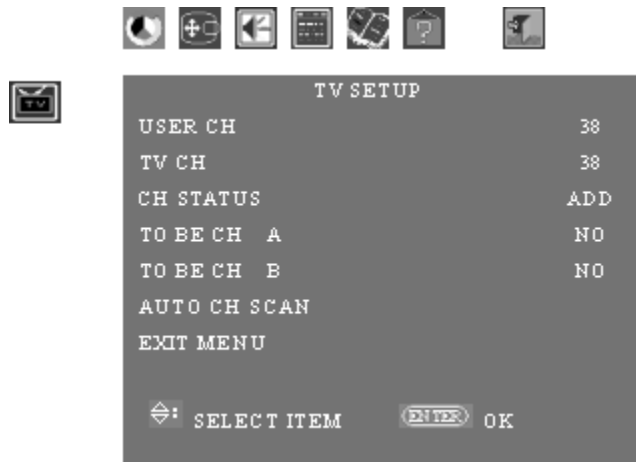 TV
TV SETUP
USER CH 38
TV CH 38
CH STATUS ADD
TO BE CH A NO
TO BE CH B NO
AUTO CH SCAN
EXIT MENU
: SELECT ITEM ENTER OK